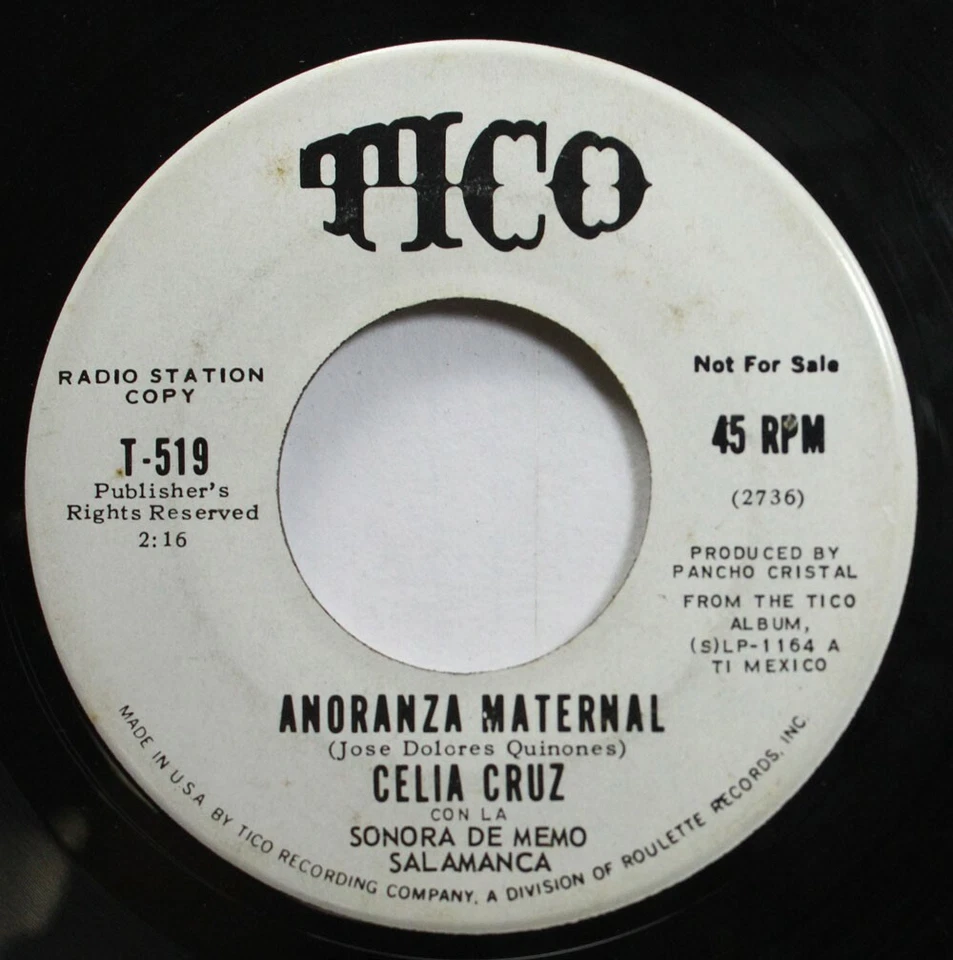 TICO
RADIO STATION
COPY
T-519
Publisher's
Rights Reserved
2:16
Not For Sale
45 RPM
(2736)
PRODUCED BY
PANCHO CRISTAL
FROM THE TICO
ALBUM,
(S)LP-1164 A
TI MEXICO
ANORANZA MATERNAL
(Jose Dolores Quinones)
CELIA CRUZ
CON LA
SONORA DE MEMO
SALAMANCA
MADE IN U.S.A. BY TICO RECORDING COMPANY, A DIVISION OF ROULETTE RECORDS, INC.